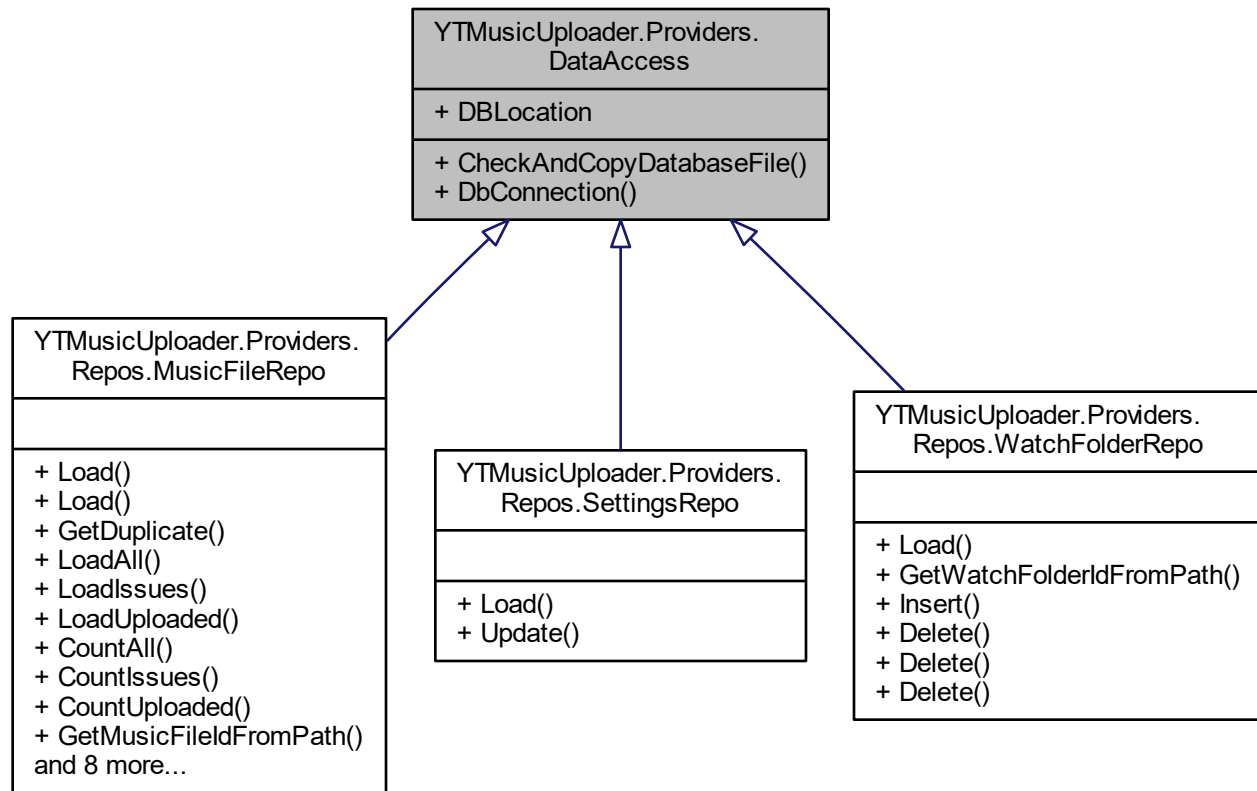 YTMusicUploader.Providers.
DataAccess
+ DBLocation
+ CheckAndCopyDatabaseFile()
+ DbConnection()
YTMusicUploader.Providers.
Repos.MusicFileRepo
+ Load()
+ Load()
+ GetDuplicate()
+ LoadAll()
+ LoadIssues()
+ LoadUploaded()
+ CountAll()
+ CountIssues()
+ CountUploaded()
+ GetMusicFileIdFromPath()
and 8 more...
YTMusicUploader.Providers.
Repos.SettingsRepo
+ Load()
+ Update()
YTMusicUploader.Providers.
Repos.WatchFolderRepo
+ Load()
+ GetWatchFolderIdFromPath()
+ Insert()
+ Delete()
+ Delete()
+ Delete()